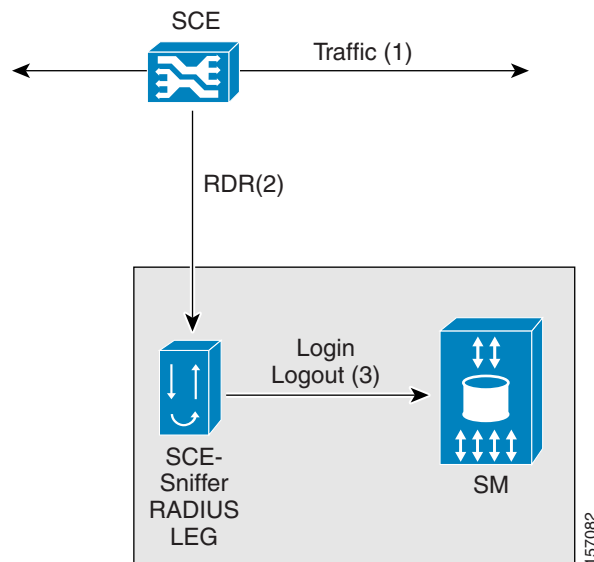 SCE
Traffic (1)
RDR(2)
Login
Logout (3)
SCE-
Sniffer
RADIUS
LEG
SM
157082